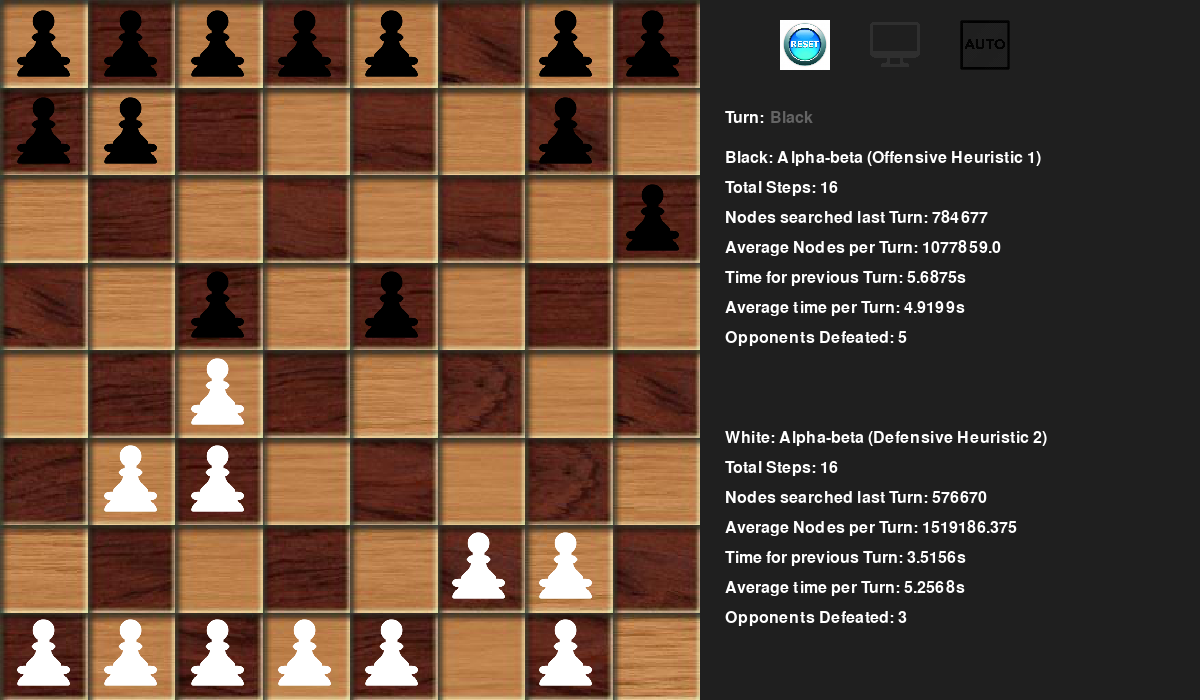 RESET
AUTO
Turn: Black
Black: Alpha-beta (Offensive Heuristic 1)
Total Steps: 16
Nodes searched last Turn: 784677
Average Nodes per Turn: 1077859.0
Time for previous Turn: 5.6875s
Average time per Turn: 4.9199s
Opponents Defeated: 5
White: Alpha-beta (Defensive Heuristic 2)
Total Steps: 16
Nodes searched last Turn: 576670
Average Nodes per Turn: 1519186.375
Time for previous Turn: 3.5156s
Average time per Turn: 5.2568s
Opponents Defeated: 3